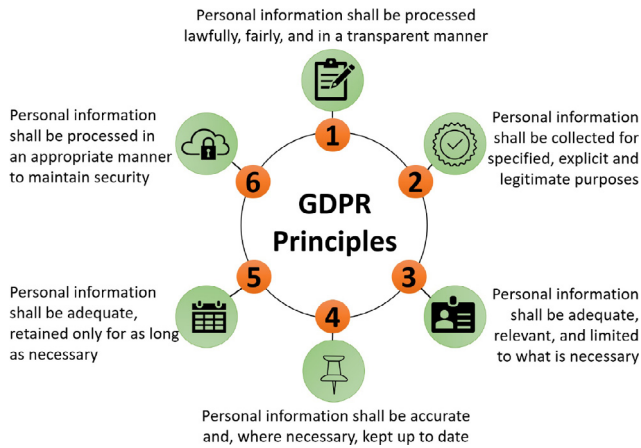 Personal information shall be processed
lawfully, fairly, and in a transparent manner
1
Personal information
shall be collected for
specified, explicit and
legitimate purposes
2
Personal information
shall be adequate,
relevant, and limited
to what is necessary
3
Personal information shall be accurate
and, where necessary, kept up to date
4
Personal information
shall be adequate,
retained only for as long
as necessary
5
Personal information
shall be processed in
an appropriate manner
to maintain security
6
GDPR
Principles